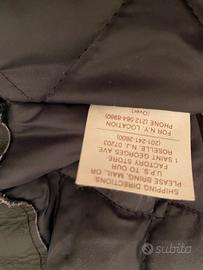 SHIPPING DIRECTIONS
PLEASE BRING, MAIL, OR
U.P.S. TO OUR
FACTORY STORE:
1 SAINT GEORGES AVE.
ROSELLE, N.J. 07203
(201-241-2600)
FOR N.Y. LOCATION
PHONE (212 564-8980)
(Over)
subito